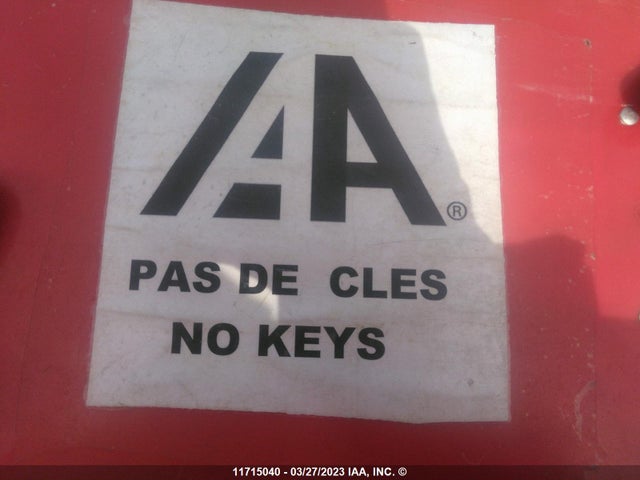 IAA®
PAS DE CLES
NO KEYS
11715040 - 03/27/2023 IAA, INC. ©